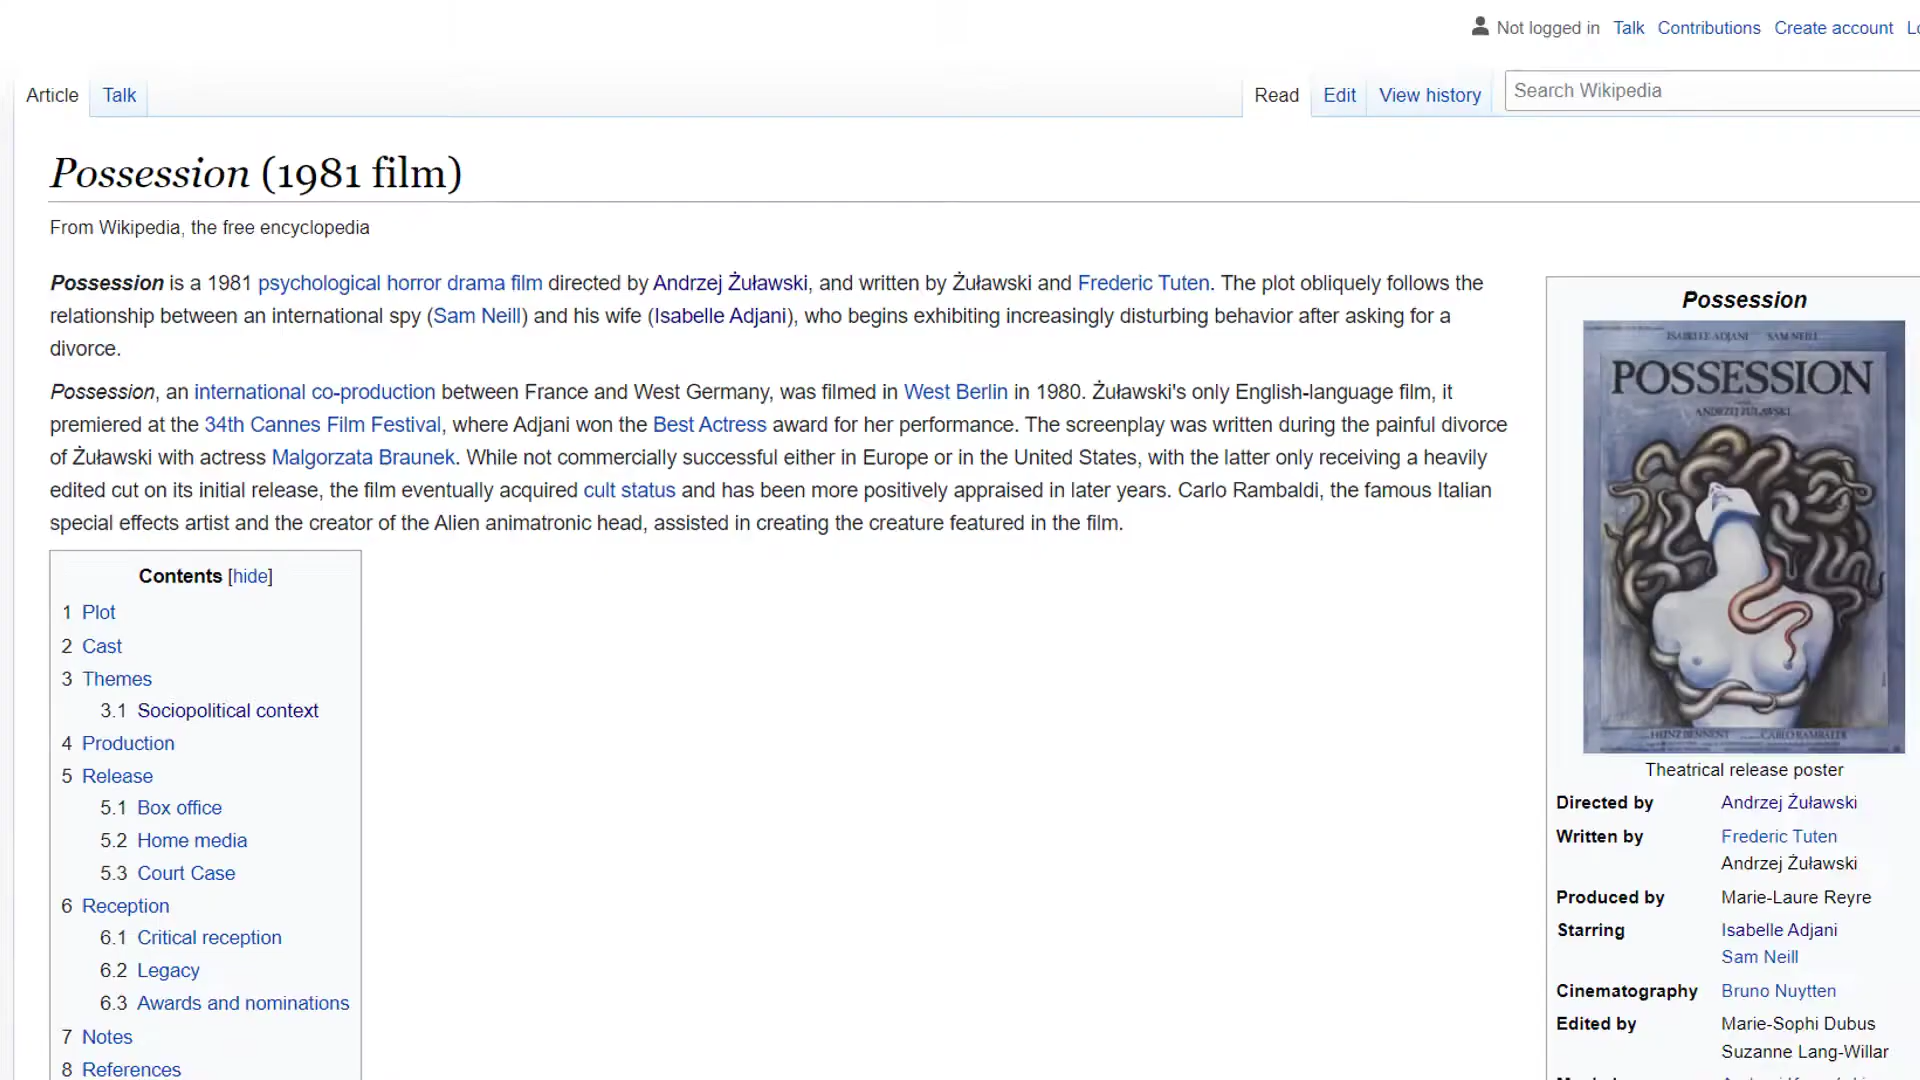 Not logged in Talk Contributions Create account
Article Talk Read Edit View history Search Wikipedia
Possession (1981 film)
From Wikipedia, the free encyclopedia
Possession is a 1981 psychological horror drama film directed by Andrzej Żuławski, and written by Żuławski and Frederic Tuten. The plot obliquely follows the
relationship between an international spy (Sam Neill) and his wife (Isabelle Adjani), who begins exhibiting increasingly disturbing behavior after asking for a
divorce.
Possession, an international co-production between France and West Germany, was filmed in West Berlin in 1980. Żuławski's only English-language film, it
premiered at the 34th Cannes Film Festival, where Adjani won the Best Actress award for her performance. The screenplay was written during the painful divorce
of Żuławski with actress Malgorzata Braunek. While not commercially successful either in Europe or in the United States, with the latter only receiving a heavily
edited cut on its initial release, the film eventually acquired cult status and has been more positively appraised in later years. Carlo Rambaldi, the famous Italian
special effects artist and the creator of the Alien animatronic head, assisted in creating the creature featured in the film.
Contents [hide]
1 Plot
2 Cast
3 Themes
3.1 Sociopolitical context
4 Production
5 Release
5.1 Box office
5.2 Home media
5.3 Court Case
6 Reception
6.1 Critical reception
6.2 Legacy
6.3 Awards and nominations
7 Notes
8 References
Possession
ISABELLE ADJANI SAM NEILL
POSSESSION
ANDRZEJ ZULAWSKI
HEINZ BENNENT CARLO RAMBALDI
Theatrical release poster
Directed by Andrzej Żuławski
Written by Frederic Tuten
Andrzej Żuławski
Produced by Marie-Laure Reyre
Starring Isabelle Adjani
Sam Neill
Cinematography Bruno Nuytten
Edited by Marie-Sophi Dubus
Suzanne Lang-Willar